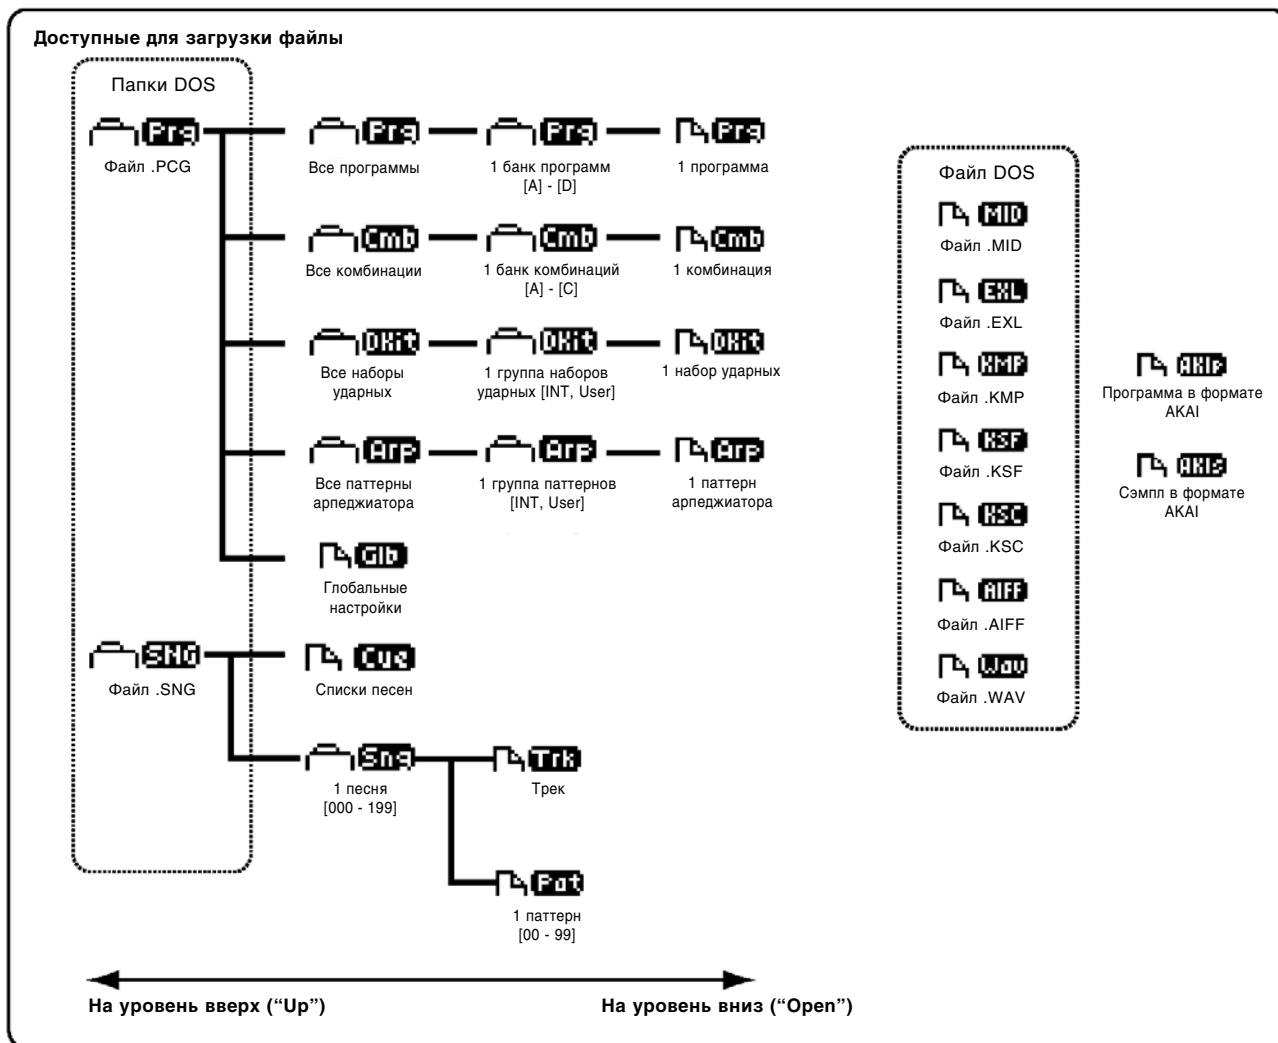 Доступные для загрузки файлы
Папки DOS
Prg
Файл .PCG
Prg
Все программы
Prg
1 банк программ
[A] - [D]
Prg
1 программа
Cmb
Все комбинации
Cmb
1 банк комбинаций
[A] - [C]
Cmb
1 комбинация
DKit
Все наборы
ударных
DKit
1 группа наборов
ударных [INT, User]
DKit
1 набор ударных
Arp
Все паттерны
арпеджиатора
Arp
1 группа паттернов
[INT, User]
Arp
1 паттерн
арпеджиатора
Glb
Глобальные
настройки
SNG
Файл .SNG
Cue
Списки песен
Sng
1 песня
[000 - 199]
Trk
Трек
Pat
1 паттерн
[00 - 99]
Файл DOS
MID
Файл .MID
EXL
Файл .EXL
KMP
Файл .KMP
KSF
Файл .KSF
KSC
Файл .KSC
AIFF
Файл .AIFF
Wav
Файл .WAV
AKIp
Программа в формате
AKAI
AKIs
Сэмпл в формате
AKAI
На уровень вверх (“Up”)
На уровень вниз (“Open”)